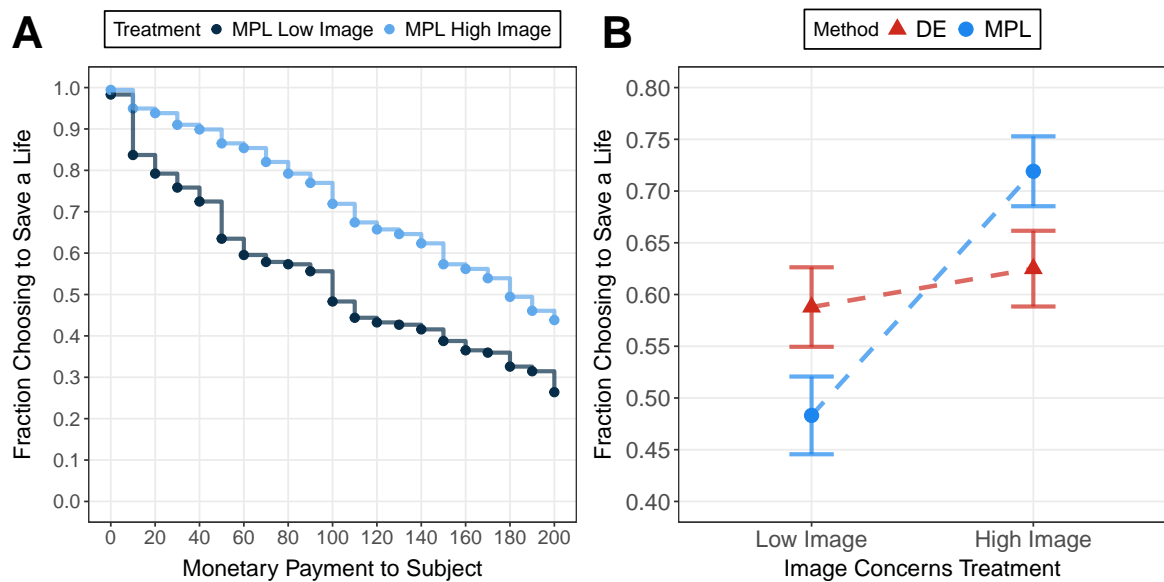 A
Treatment MPL Low Image MPL High Image
Fraction Choosing to Save a Life
1.0
0.9
0.8
0.7
0.6
0.5
0.4
0.3
0.2
0.1
0.0
0 20 40 60 80 100 120 140 160 180 200
Monetary Payment to Subject
B
Method DE MPL
Fraction Choosing to Save a Life
0.80
0.75
0.70
0.65
0.60
0.55
0.50
0.45
0.40
Low Image High Image
Image Concerns Treatment